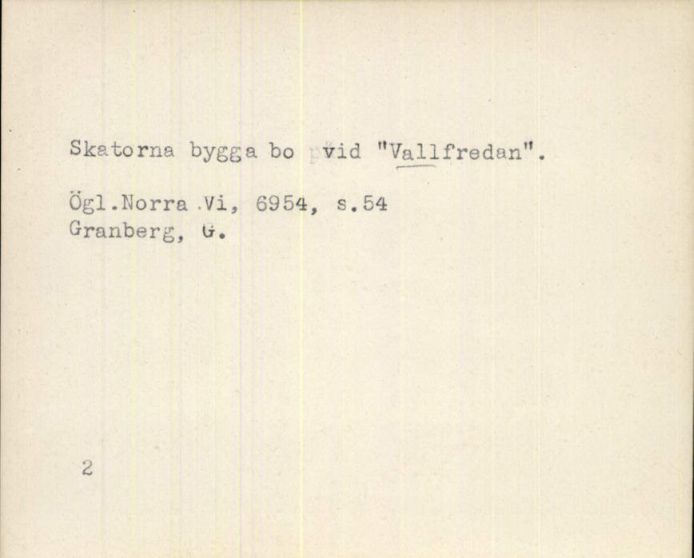 Skatorna bygga bo vid "Vallfredan".
Ögl.Norra Vi, 6954, s.54
Granberg, G.
2